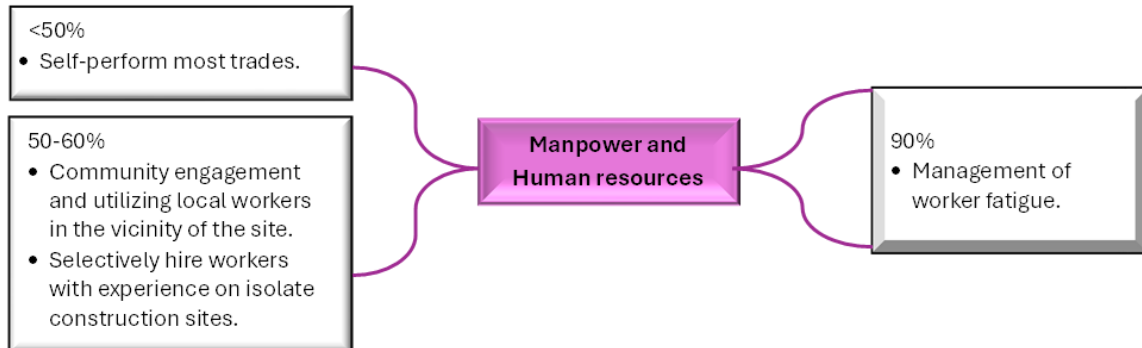 <50%
• Self-perform most trades.
50-60%
• Community engagement
and utilizing local workers
in the vicinity of the site.
• Selectively hire workers
with experience on isolate
construction sites.
Manpower and
Human resources
90%
• Management of
worker fatigue.